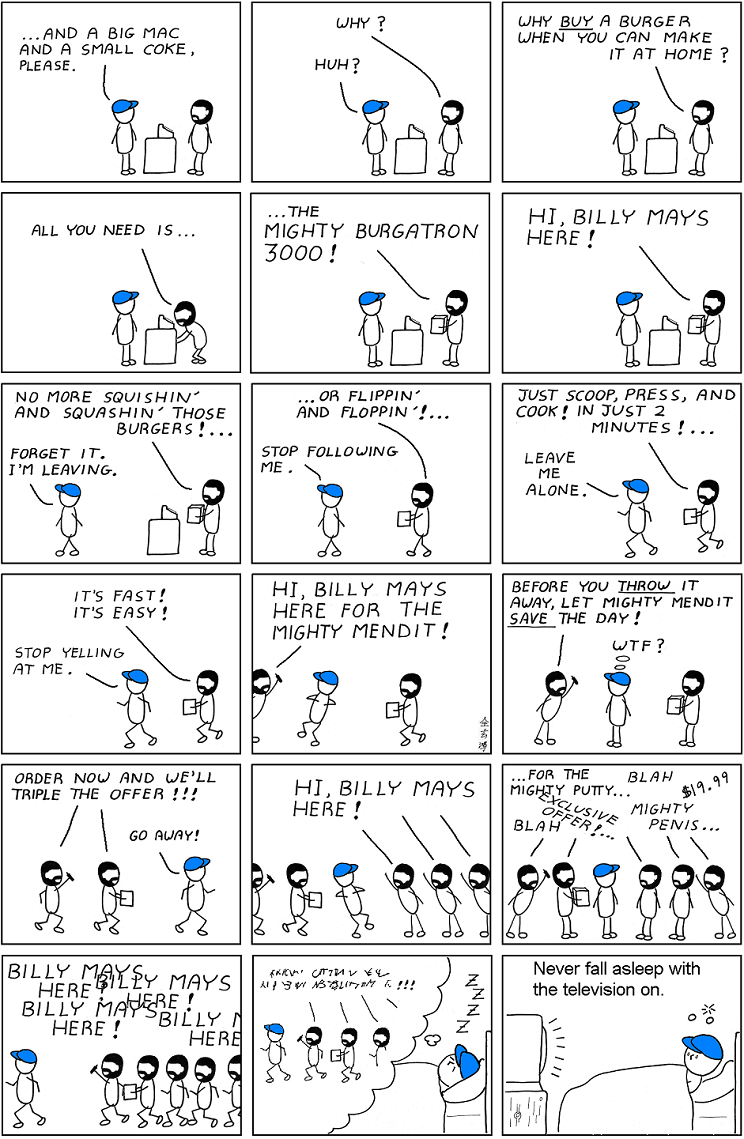 ...AND A BIG MAC
AND A SMALL COKE,
PLEASE.
WHY?
HUH?
WHY BUY A BURGER
WHEN YOU CAN MAKE
IT AT HOME?
ALL YOU NEED IS...
...THE
MIGHTY BURGATRON
3000!
HI, BILLY MAYS
HERE!
NO MORE SQUISHIN'
AND SQUASHIN' THOSE
BURGERS!...
FORGET IT.
I'M LEAVING.
...OR FLIPPIN'
AND FLOPPIN'!...
STOP FOLLOWING
ME.
JUST SCOOP, PRESS, AND
COOK! IN JUST 2
MINUTES!...
LEAVE
ME
ALONE.
IT'S FAST!
IT'S EASY!
STOP YELLING
AT ME.
HI, BILLY MAYS
HERE FOR THE
MIGHTY MENDIT!
BEFORE YOU THROW IT
AWAY, LET MIGHTY MENDIT
SAVE THE DAY!
WTF?
ORDER NOW AND WE'LL
TRIPLE THE OFFER!!!
GO AWAY!
HI, BILLY MAYS
HERE!
...FOR THE
MIGHTY PUTTY...
BLAH
$19.99
EXCLUSIVE
OFFER!...
BLAH
MIGHTY
PENIS...
BILLY MAYS
HERE!
BILLY MAYS
HERE!
BILLY MAYS
HERE!
BILLY M
HERE
!!!
Z
Z
Z
Z
Never fall asleep with
the television on.